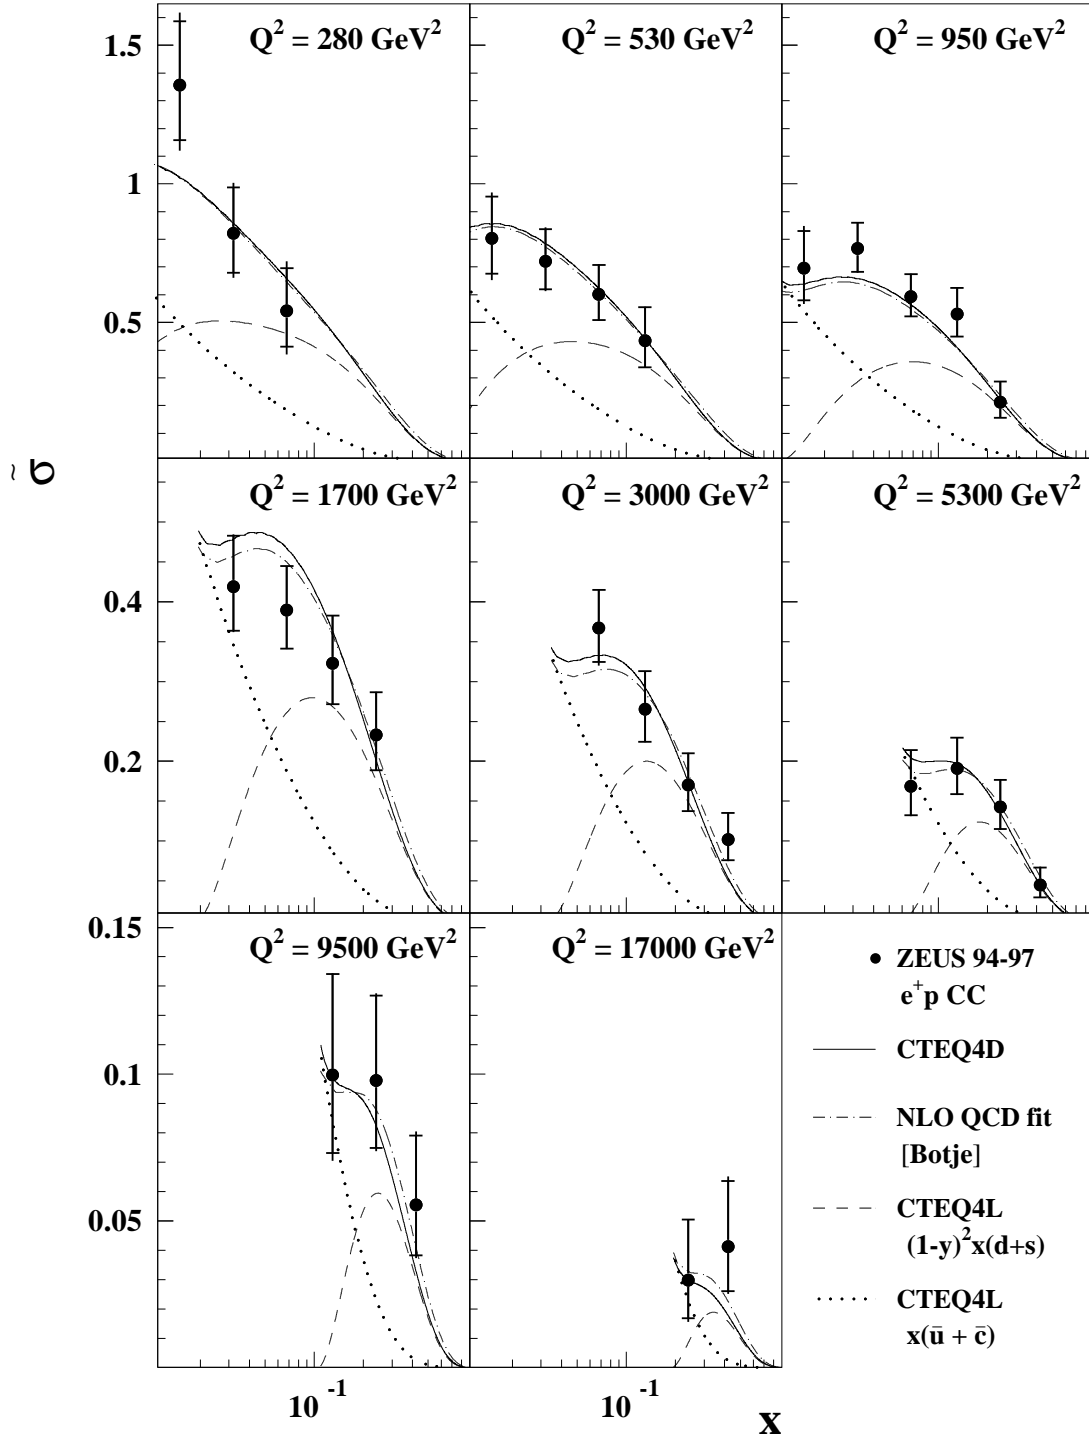 Q² = 280 GeV²
Q² = 530 GeV²
Q² = 950 GeV²
1.5
1
0.5
σ̃
Q² = 1700 GeV²
Q² = 3000 GeV²
Q² = 5300 GeV²
0.4
0.2
0.15
Q² = 9500 GeV²
Q² = 17000 GeV²
0.1
0.05
ZEUS 94-97
e⁺p CC
CTEQ4D
NLO QCD fit
[Botje]
CTEQ4L
(1-y)²x(d+s)
CTEQ4L
x(ū + c̄)
10⁻¹
10⁻¹
x